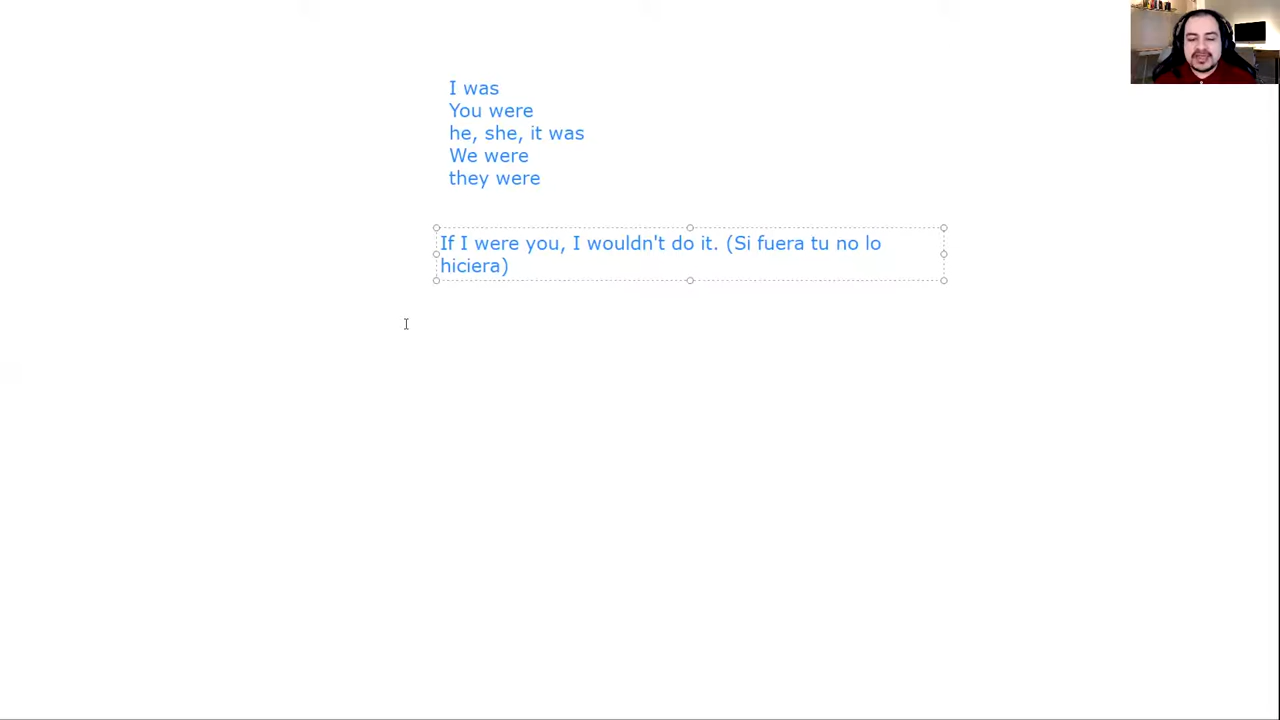 I was
You were
he, she, it was
We were
they were
If I were you, I wouldn't do it. (Si fuera tu no lo
hiciera)